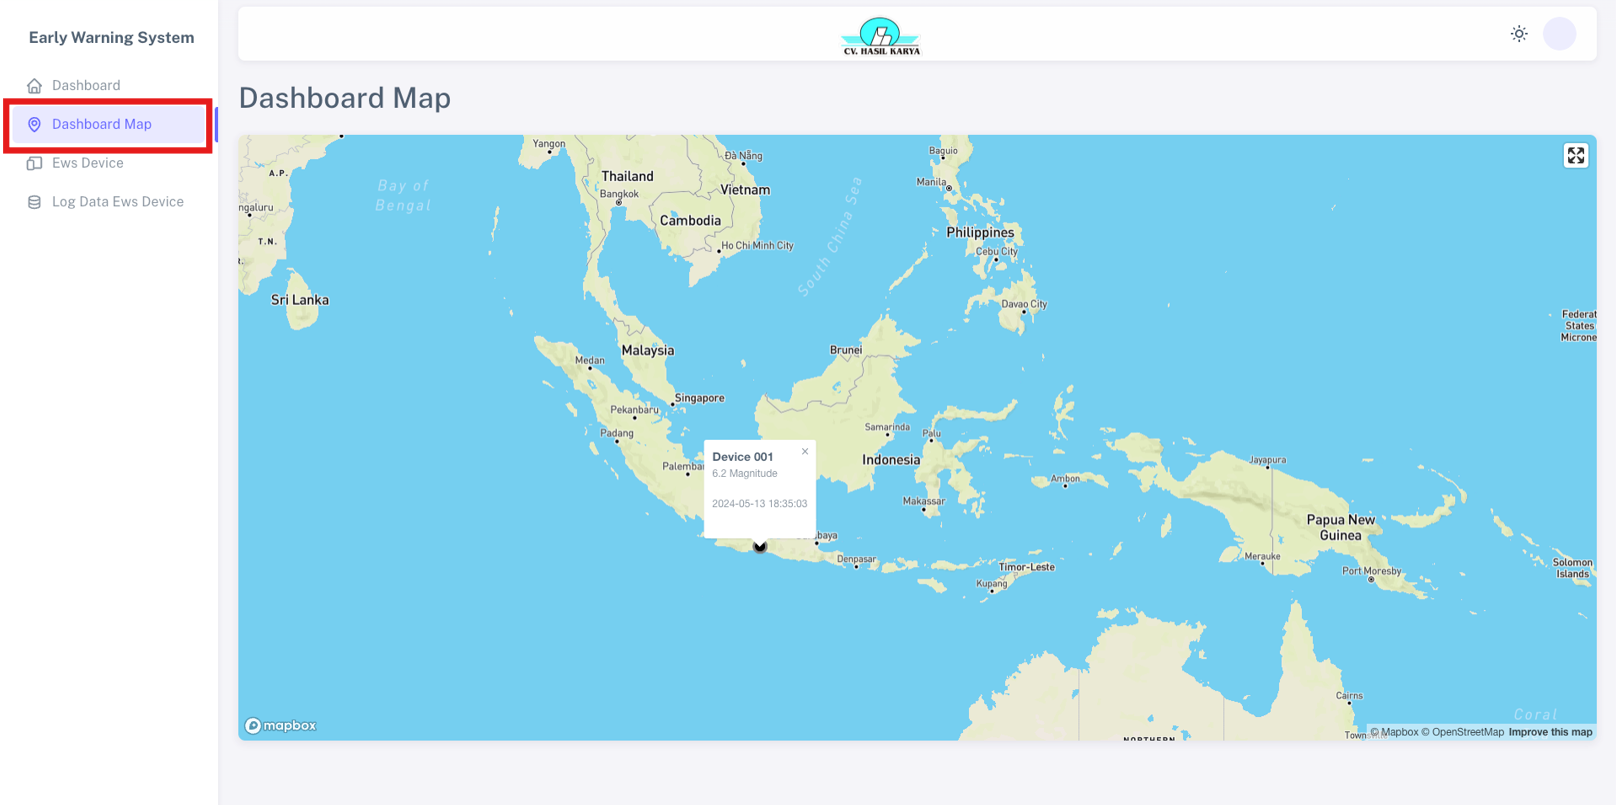 Early Warning System
Dashboard
Dashboard Map
Ews Device
Log Data Ews Device
CV. HASIL KARYA
Dashboard Map
Yangon
A.P.
Bay of
Bengal
Thailand
Bangkok
Đà Nẵng
Vietnam
Cambodia
Ho Chi Minh City
South China Sea
Baguio
Manila
Philippines
Cebu City
Davao City
ngaluru
T.N.
Sri Lanka
Federat
States
Microne
Medan
Malaysia
Brunei
Singapore
Pekanbaru
Padang
Samarinda
Palu
Indonesia
Palemba
Device 001
×
6.2 Magnitude
2024-05-13 18:35:03
Makassar
Ambon
Jayapura
Papua New
Guinea
baya
Denpasar
Timor-Leste
Kupang
Merauke
Port Moresby
Solomon
Islands
Cairns
Coral
NORTHERN
mapbox
© Mapbox © OpenStreetMap Improve this map